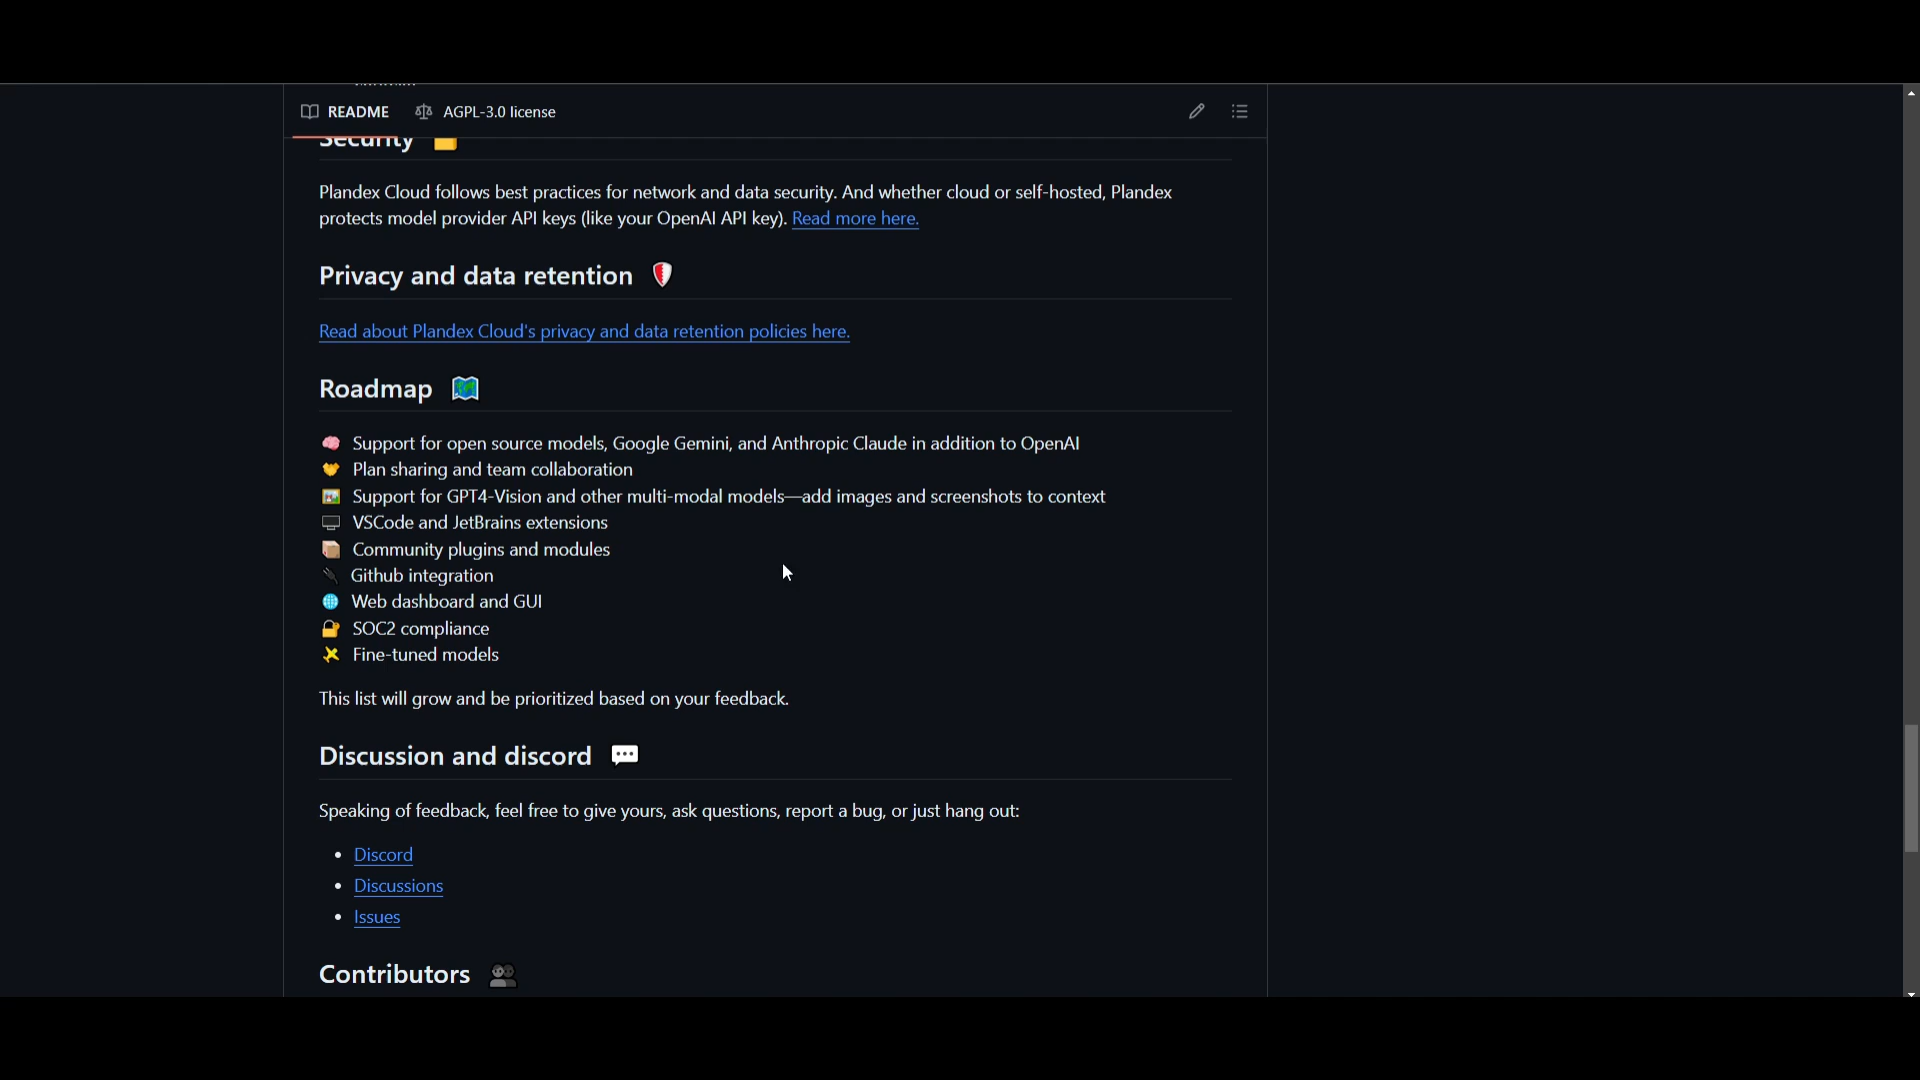 README AGPL-3.0 license
Security
Plandex Cloud follows best practices for network and data security. And whether cloud or self-hosted, Plandex
protects model provider API keys (like your OpenAI API key). Read more here.
Privacy and data retention
Read about Plandex Cloud's privacy and data retention policies here.
Roadmap
Support for open source models, Google Gemini, and Anthropic Claude in addition to OpenAI
Plan sharing and team collaboration
Support for GPT4-Vision and other multi-modal models—add images and screenshots to context
VSCode and JetBrains extensions
Community plugins and modules
Github integration
Web dashboard and GUI
SOC2 compliance
Fine-tuned models
This list will grow and be prioritized based on your feedback.
Discussion and discord
Speaking of feedback, feel free to give yours, ask questions, report a bug, or just hang out:
Discord
Discussions
Issues
Contributors